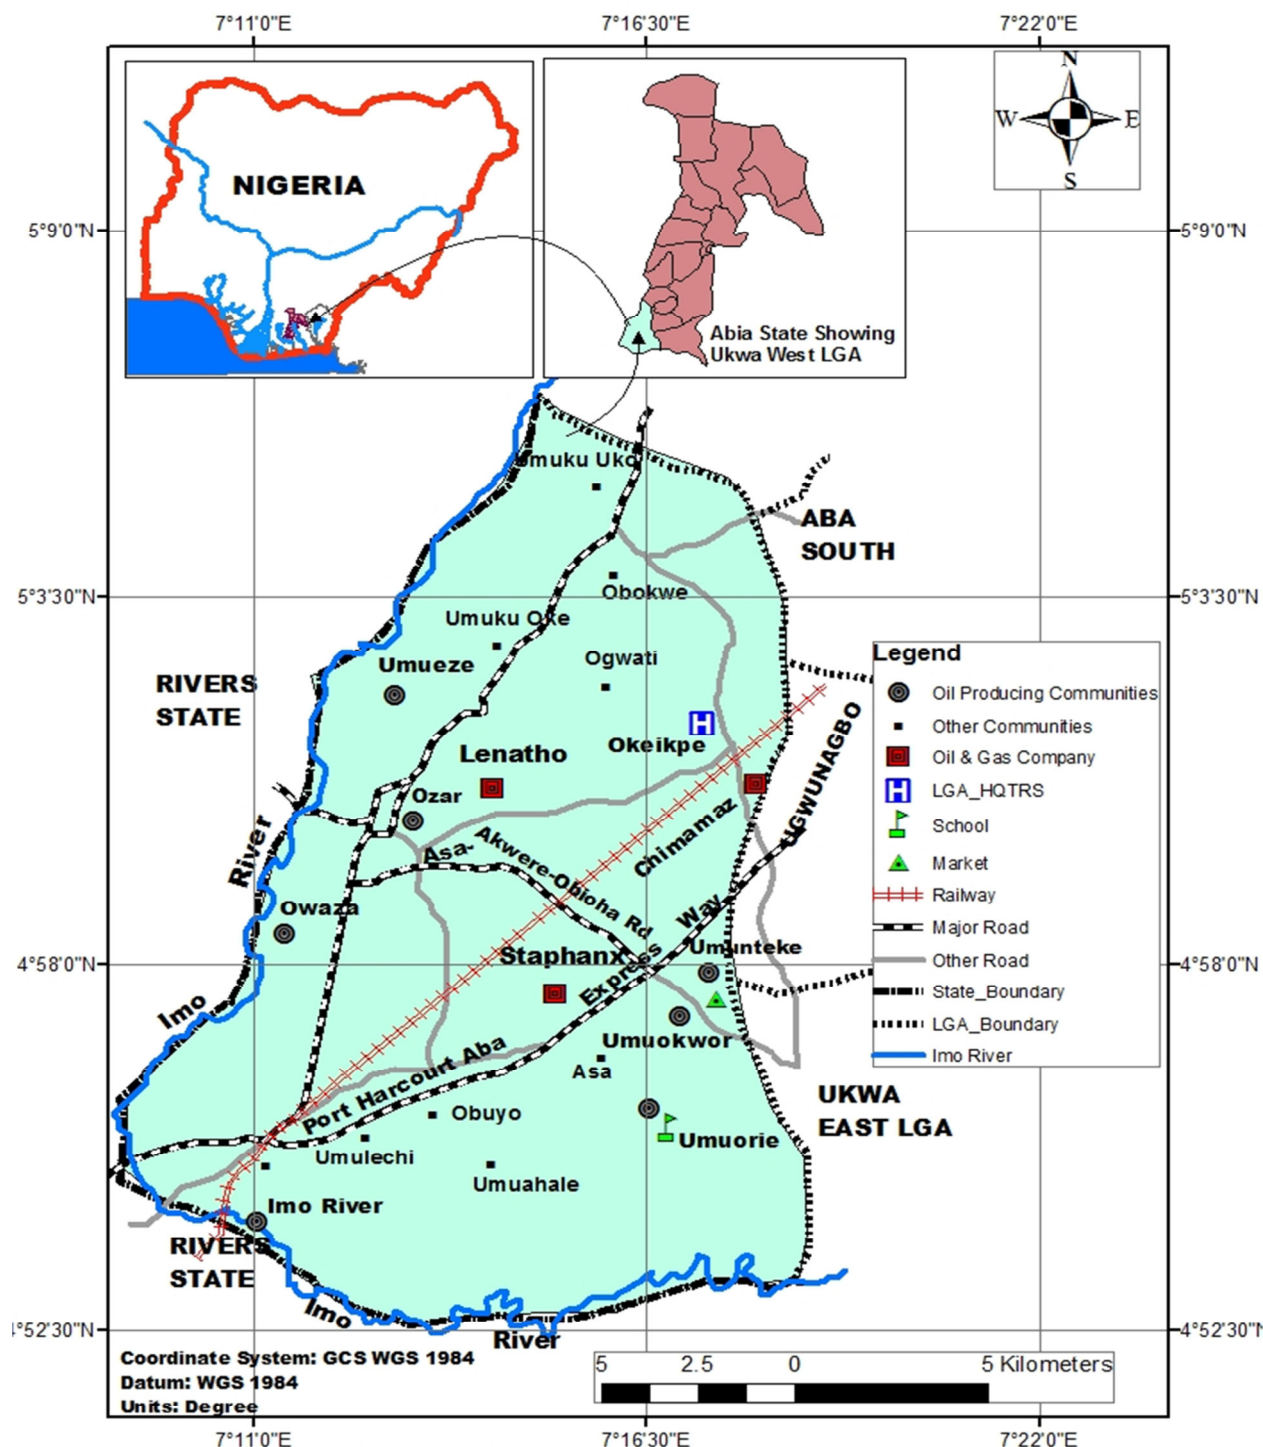 7°11'0"E
7°16'30"E
7°22'0"E
N
W
E
S
NIGERIA
5°9'0"N
5°9'0"N
Abia State Showing
Ukwa West LGA
Umuku Uko
ABA
SOUTH
Obokwe
5°3'30"N
5°3'30"N
Umuku Oke
Ogwati
Umueze
RIVERS
STATE
Legend
Oil Producing Communities
Other Communities
Oil & Gas Company
H
LGA_HQTRS
School
Market
Railway
Major Road
Other Road
State_Boundary
LGA_Boundary
Imo River
H
Okeikpe
Lenatho
UGWUNAGBO
Ozar
Chimamaz
River
Asa-
Akwere-Obioha Rd
Owaza
Express
Way
Umunteke
Staphanx
4°58'0"N
4°58'0"N
Imo
Umuokwor
Asa
Port Harcourt Aba
Obuyo
UKWA
EAST LGA
Umuorie
Umulechi
Umuahale
Imo River
RIVERS
STATE
Imo
River
4°52'30"N
4°52'30"N
Coordinate System: GCS WGS 1984
Datum: WGS 1984
Units: Degree
5 2.5 0 5 Kilometers
7°11'0"E
7°16'30"E
7°22'0"E